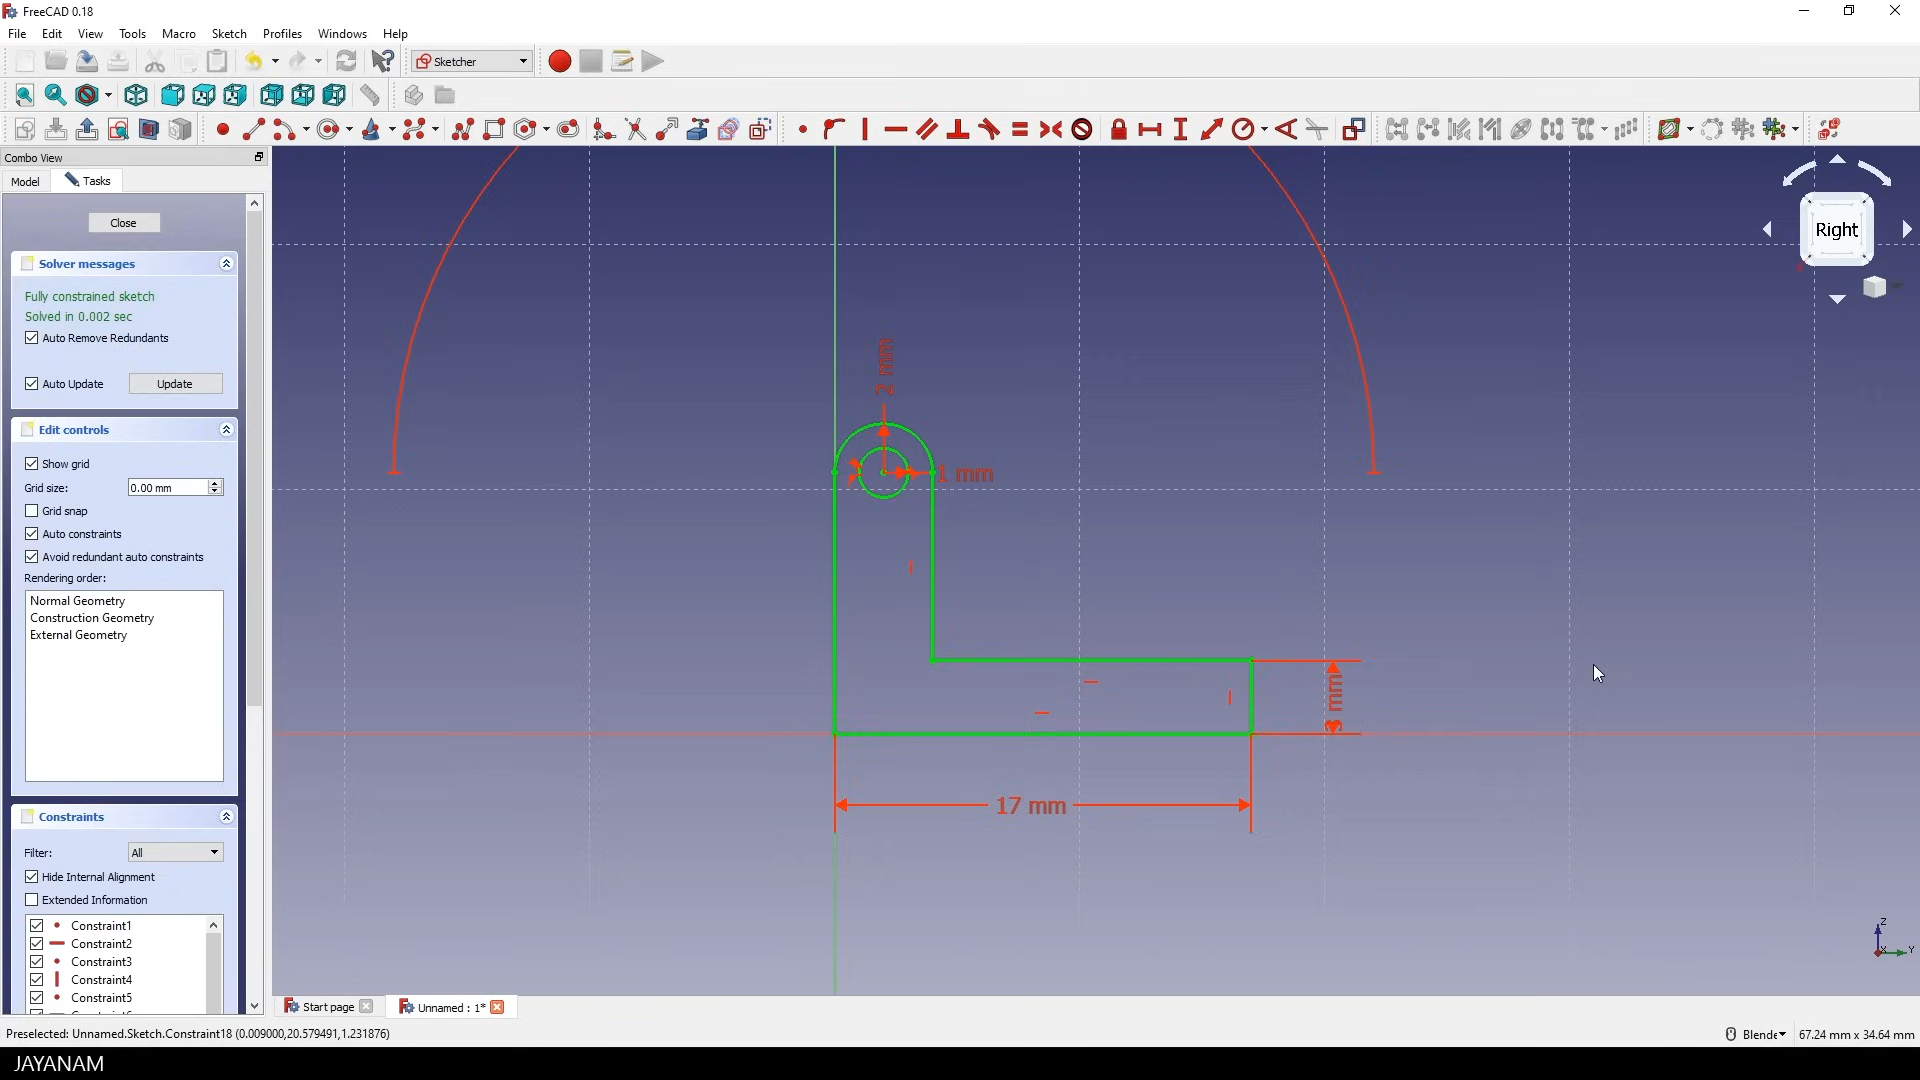 FreeCAD 0.18
File Edit View Tools Macro Sketch Profiles Windows Help
Sketcher
Combo View
Model Tasks
Close
Solver messages
Fully constrained sketch
Solved in 0.002 sec
Auto Remove Redundants
Auto Update Update
Edit controls
Show grid
Grid size: 0.00 mm
Grid snap
Auto constraints
Avoid redundant auto constraints
Rendering order:
Normal Geometry
Construction Geometry
External Geometry
Constraints
Filter: All
Hide Internal Alignment
Extended Information
Constraint1
Constraint2
Constraint3
Constraint4
Constraint5
Right
2 mm
1 mm
3 mm
17 mm
Z
X Y
Start page Unnamed : 1*
Preselected: Unnamed.Sketch.Constraint18 (0.009000,20.579491,1.231876)
Blende 67.24 mm x 34.64 mm
JAYANAM